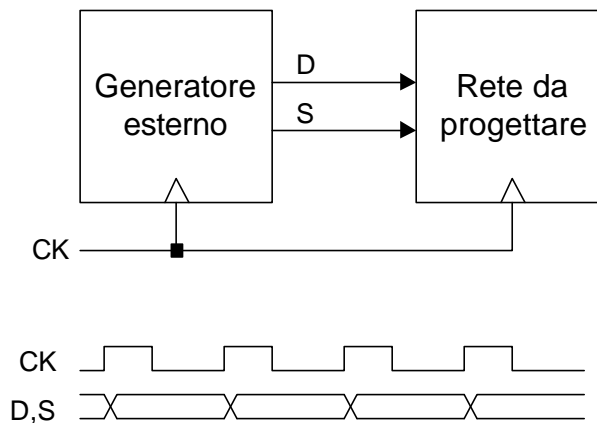 Generatore
esterno
D
S
Rete da
progettare
CK
CK
D,S